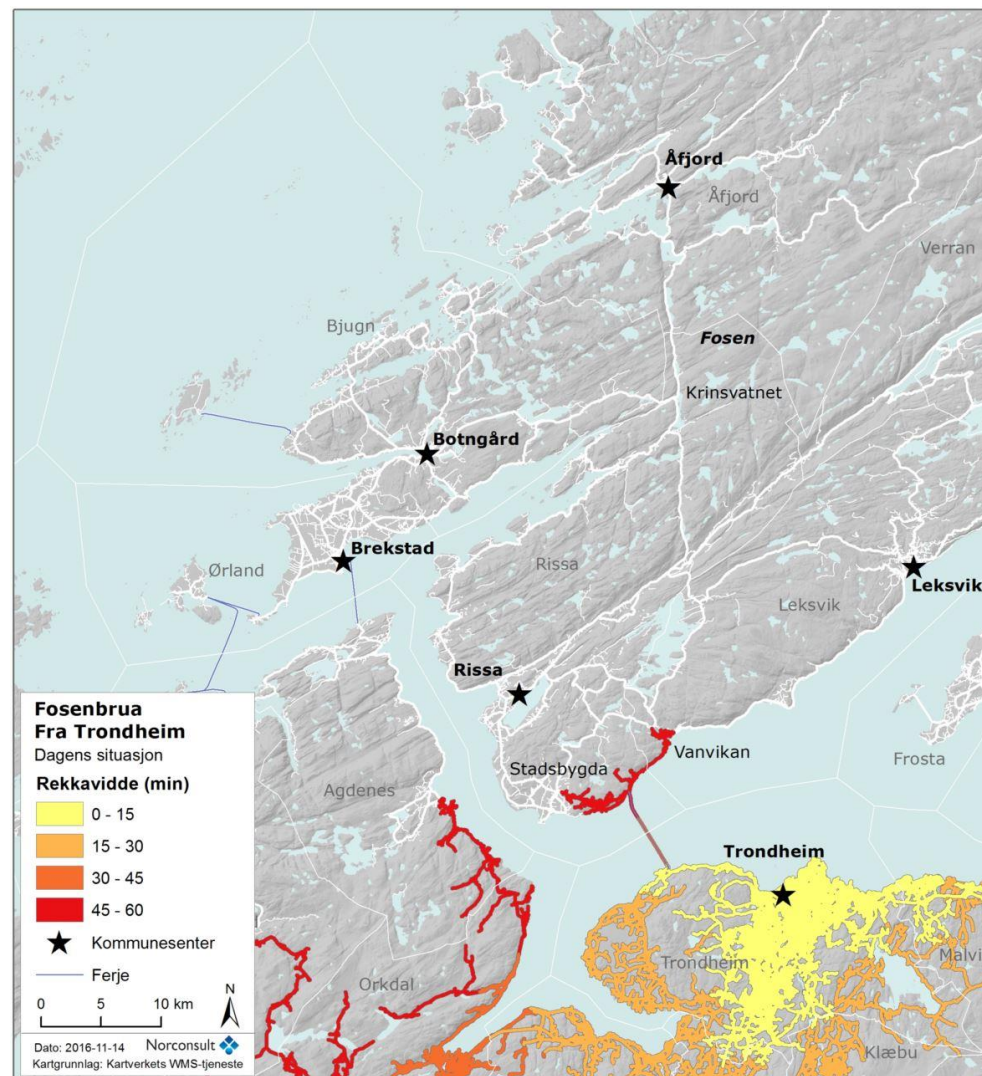 Åfjord
Åfjord
Verran
Bjugn
Fosen
Krinsvatnet
Botngård
Brekstad
Ørland
Rissa
Leksvik
Leksvik
Rissa
Vanvikan
Stadsbygda
Frosta
Agdenes
Trondheim
Trondheim
Malvi
Orkdal
Klæbu
Fosenbrua
Fra Trondheim
Dagens situasjon
Rekkavidde (min)
0 - 15
15 - 30
30 - 45
45 - 60
Kommunesenter
Ferje
0 5 10 km
N
Dato: 2016-11-14 Norconsult
Kartgrunnlag: Kartverkets WMS-tjeneste